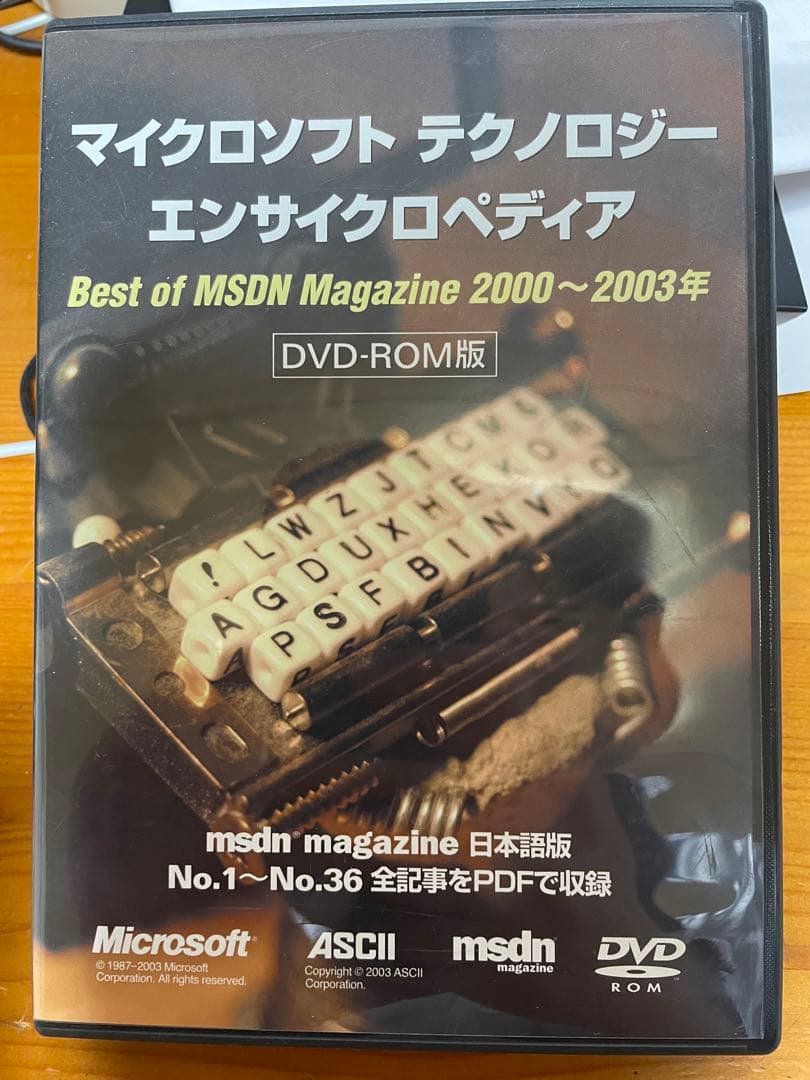 マイクロソフト テクノロジー
エンサイクロペディア
Best of MSDN Magazine 2000～2003年
DVD-ROM版
! L W Z J T C M &
A G D U X H E K O R
P S F B I N V Y Q
msdn® magazine 日本語版
No.1～No.36 全記事をPDFで収録
Microsoft®
© 1987–2003 Microsoft
Corporation. All rights reserved.
ASCII
Copyright © 2003 ASCII
Corporation.
msdn®
magazine
DVD
ROM